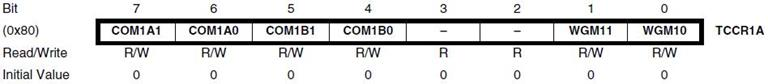 Bit 7 6 5 4 3 2 1 0
(0x80) COM1A1 COM1A0 COM1B1 COM1B0 – – WGM11 WGM10 TCCR1A
Read/Write R/W R/W R/W R/W R R R/W R/W
Initial Value 0 0 0 0 0 0 0 0